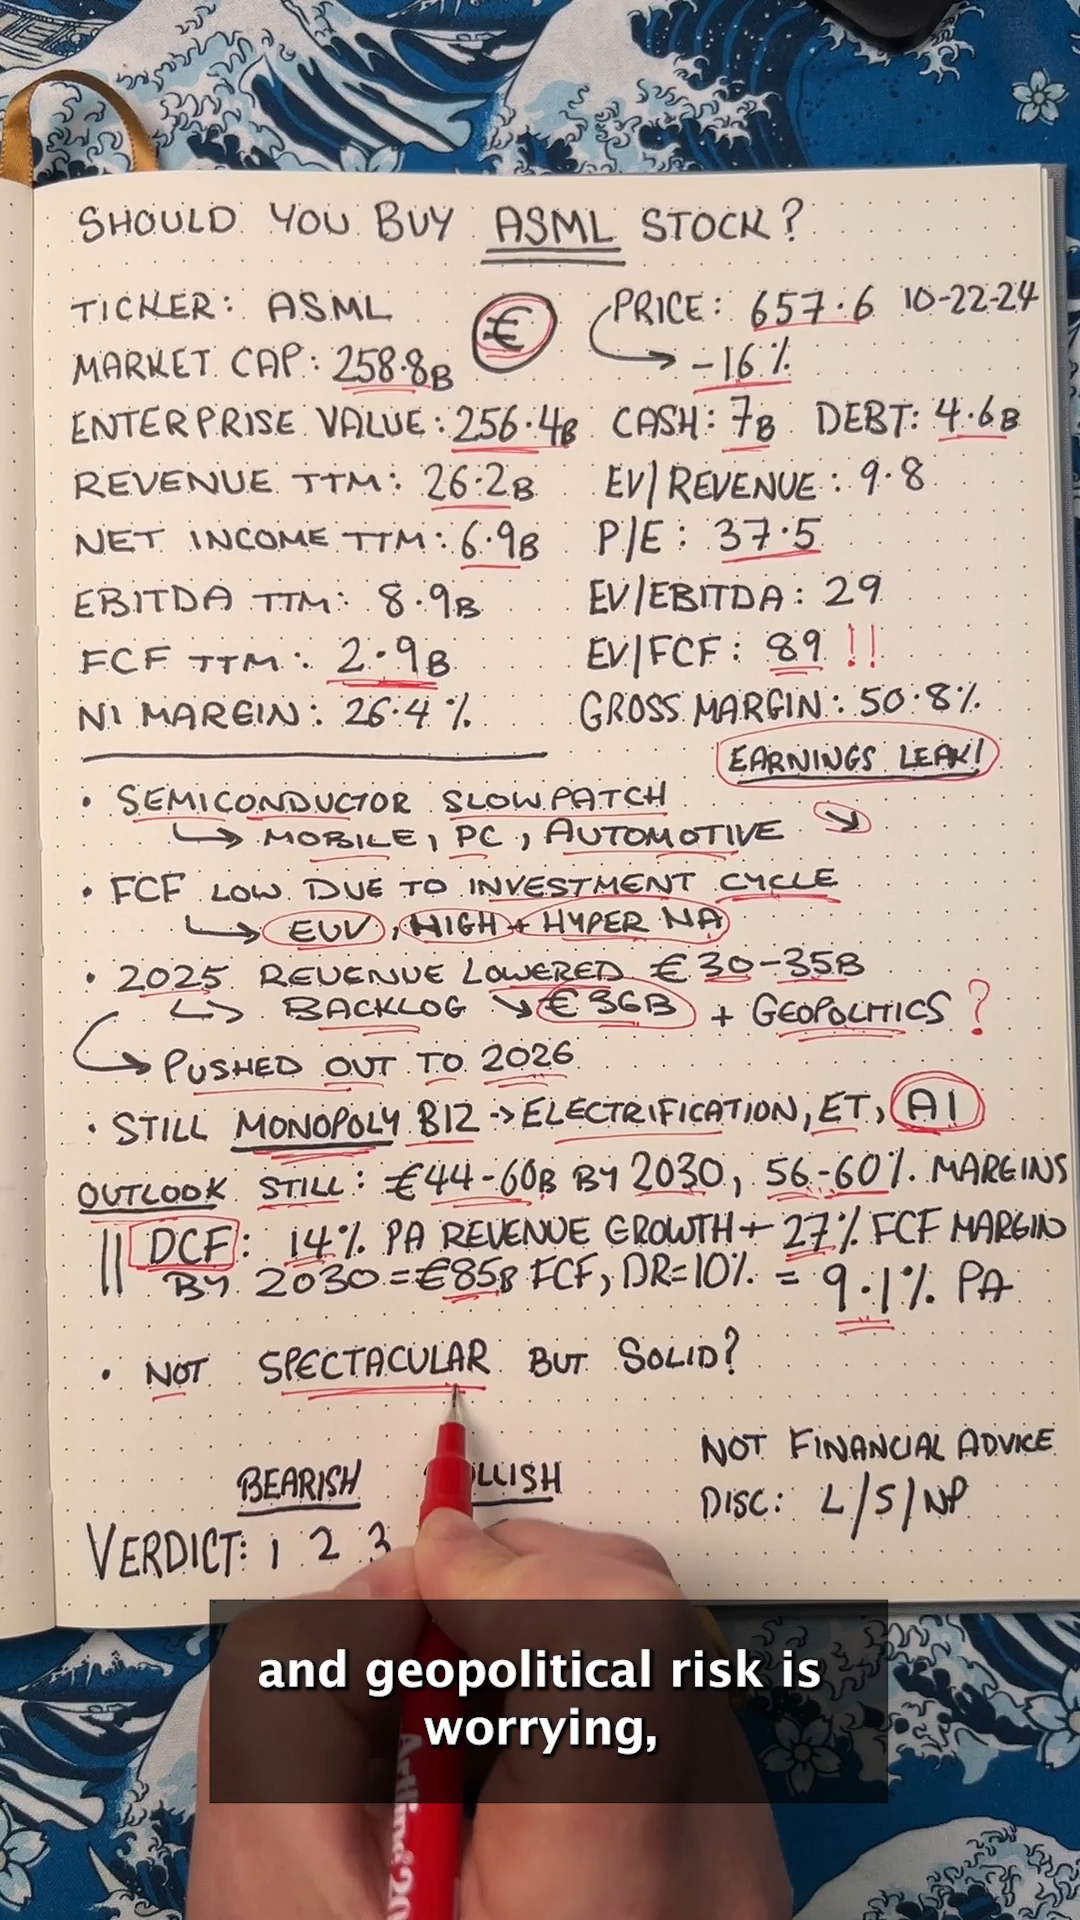 SHOULD YOU BUY ASML STOCK?
TICKER: ASML € PRICE: 657.6 10-22-24
MARKET CAP: 258.8B -16%
ENTERPRISE VALUE: 256.4B CASH: 7B DEBT: 4.6B
REVENUE TTM: 26.2B EV/REVENUE: 9.8
NET INCOME TTM: 6.9B P/E: 37.5
EBITDA TTM: 8.9B EV/EBITDA: 29
FCF TTM: 2.9B EV/FCF: 89 !!
NI MARGIN: 26.4% GROSS MARGIN: 50.8%
EARNINGS LEAK!
• SEMICONDUCTOR SLOW PATCH
↳ MOBILE, PC, AUTOMOTIVE ↘
• FCF LOW DUE TO INVESTMENT CYCLE
↳ EUV, HIGH + HYPER NA
• 2025 REVENUE LOWERED €30-35B
↳ BACKLOG ↘ €36B + GEOPOLITICS ?
→ PUSHED OUT TO 2026
• STILL MONOPOLY BIZ → ELECTRIFICATION, ET, AI
OUTLOOK STILL: €44-60B BY 2030, 56-60% MARGINS
DCF: 14% PA REVENUE GROWTH + 27% FCF MARGIN
BY 2030 = €85B FCF, DR=10% = 9.1% PA
• NOT SPECTACULAR BUT SOLID?
NOT FINANCIAL ADVICE
BEARISH LLISH
DISC: L/S/NP
VERDICT: 1 2 3
and geopolitical risk is
worrying,
Artline 20